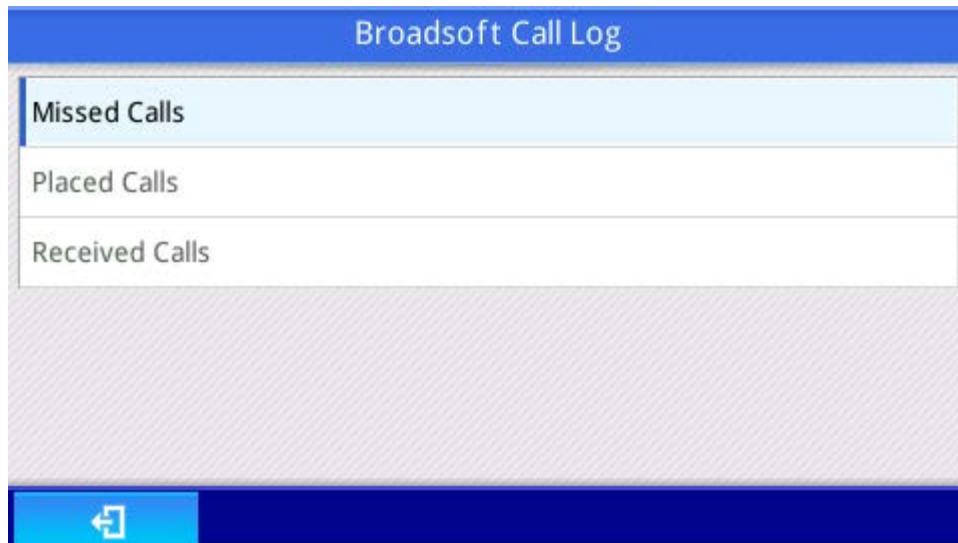 Broadsoft Call Log
Missed Calls
Placed Calls
Received Calls